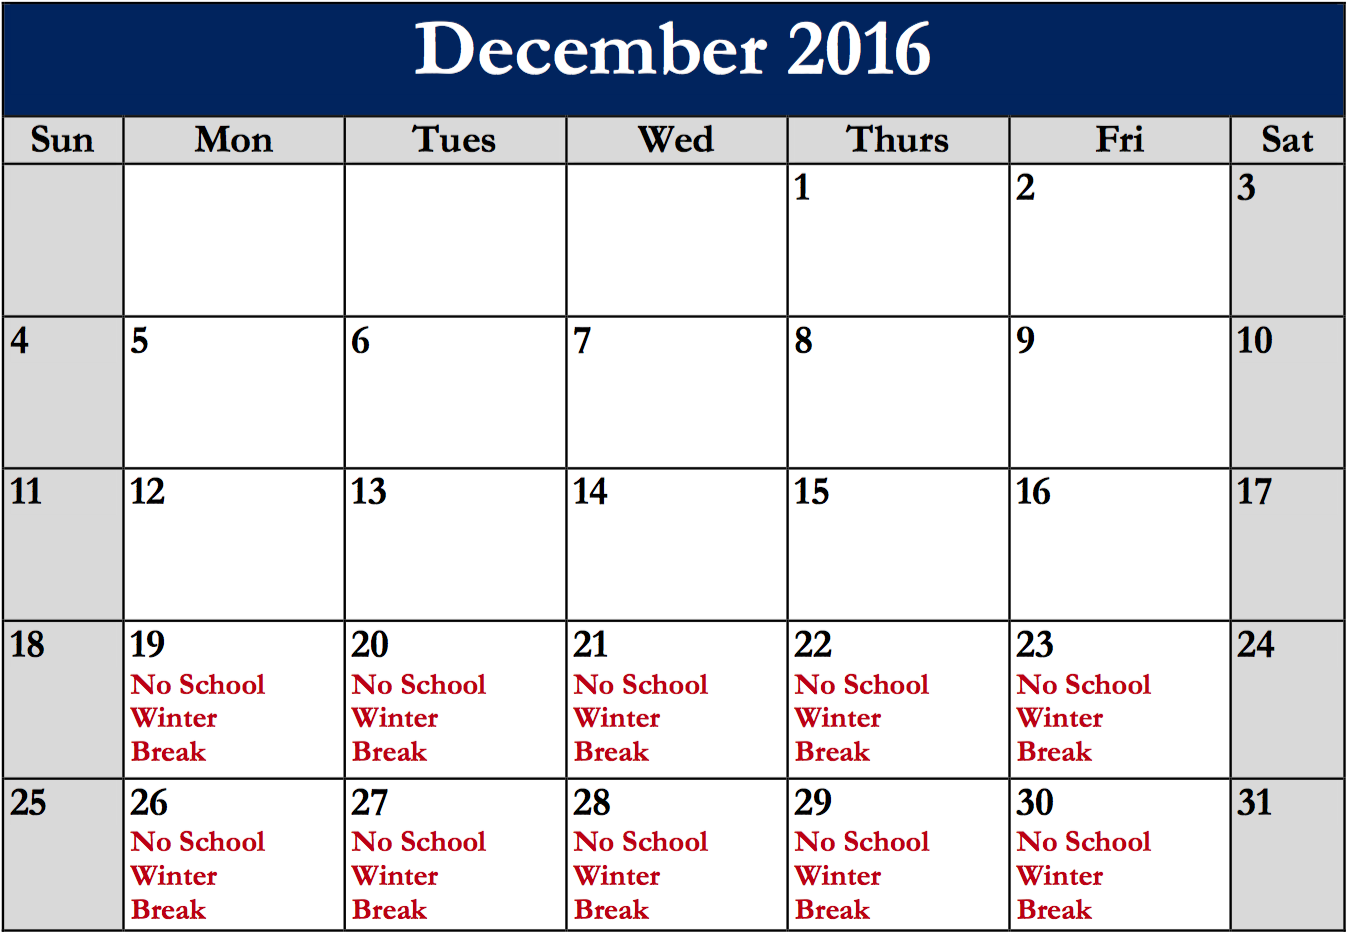 December 2016
Sun Mon Tues Wed Thurs Fri Sat
1 2 3
4 5 6 7 8 9 10
11 12 13 14 15 16 17
18 19 20 21 22 23 24
No School No School No School No School No School
Winter Winter Winter Winter Winter
Break Break Break Break Break
25 26 27 28 29 30 31
No School No School No School No School No School
Winter Winter Winter Winter Winter
Break Break Break Break Break